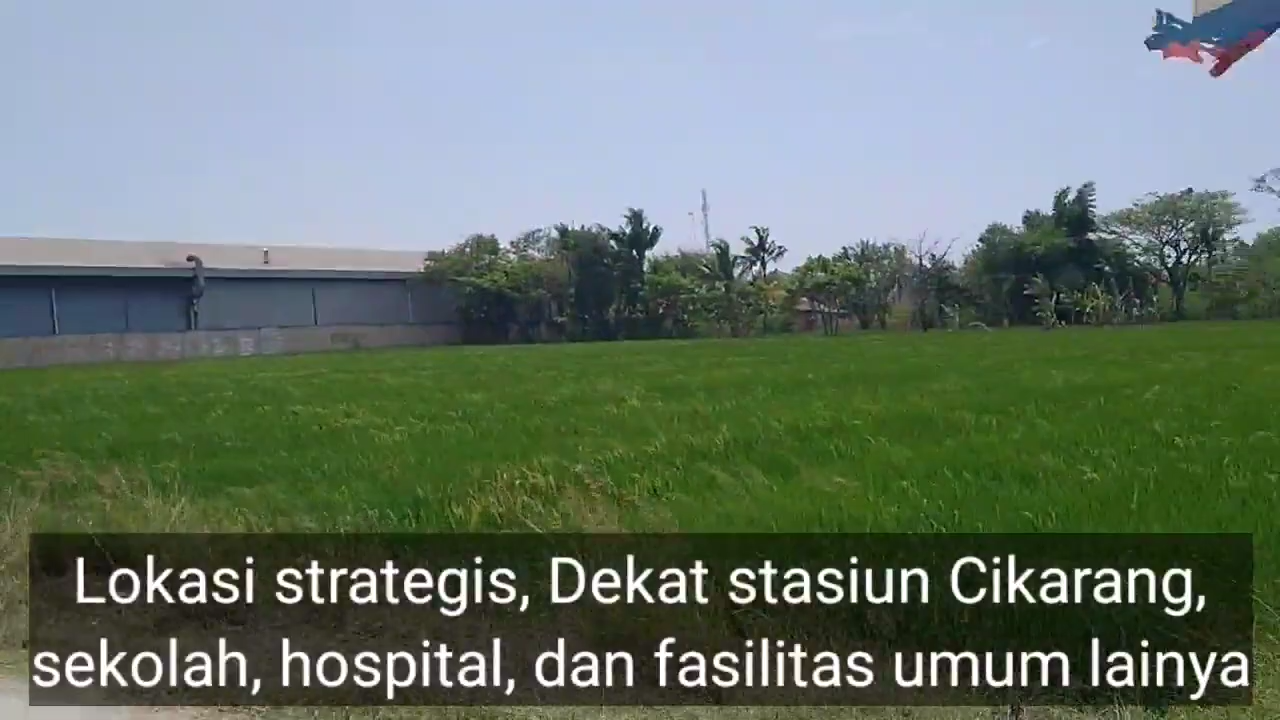 Lokasi strategis, Dekat stasiun Cikarang,
sekolah, hospital, dan fasilitas umum lainya